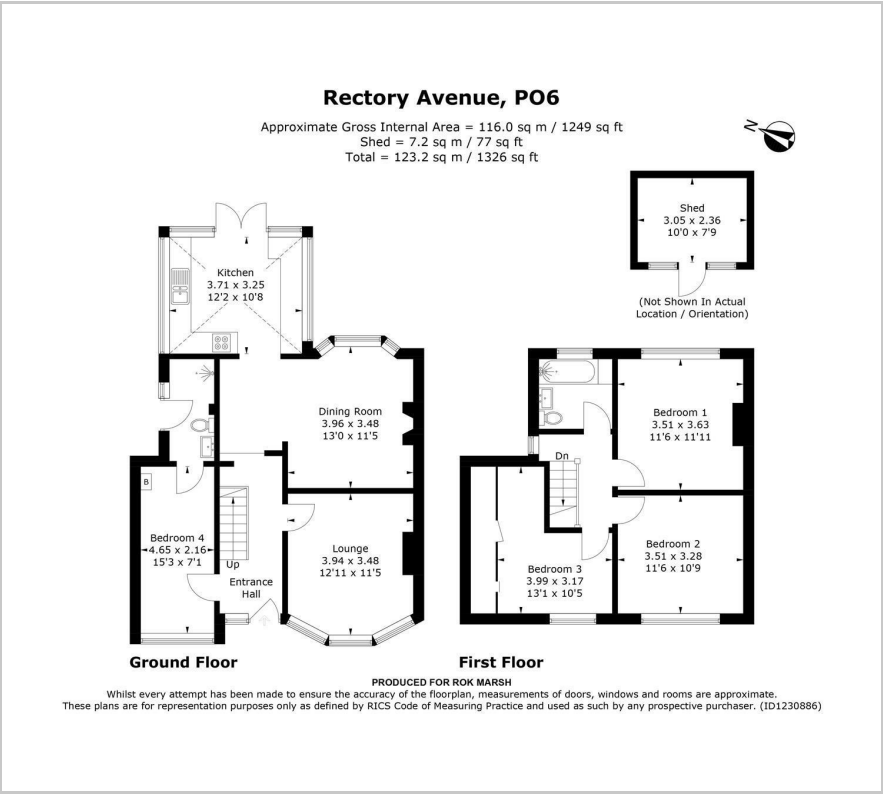 Rectory Avenue, PO6
Approximate Gross Internal Area = 116.0 sq m / 1249 sq ft
Shed = 7.2 sq m / 77 sq ft
Total = 123.2 sq m / 1326 sq ft
N
Shed
3.05 x 2.36
10'0 x 7'9
(Not Shown In Actual
Location / Orientation)
Kitchen
3.71 x 3.25
12'2 x 10'8
Dining Room
3.96 x 3.48
13'0 x 11'5
B
Bedroom 4
4.65 x 2.16
15'3 x 7'1
Up
Entrance
Hall
Lounge
3.94 x 3.48
12'11 x 11'5
Ground Floor
Bedroom 1
3.51 x 3.63
11'6 x 11'11
Dn
Bedroom 2
3.51 x 3.28
11'6 x 10'9
Bedroom 3
3.99 x 3.17
13'1 x 10'5
First Floor
PRODUCED FOR ROK MARSH
Whilst every attempt has been made to ensure the accuracy of the floorplan, measurements of doors, windows and rooms are approximate.
These plans are for representation purposes only as defined by RICS Code of Measuring Practice and used as such by any prospective purchaser. (ID1230886)